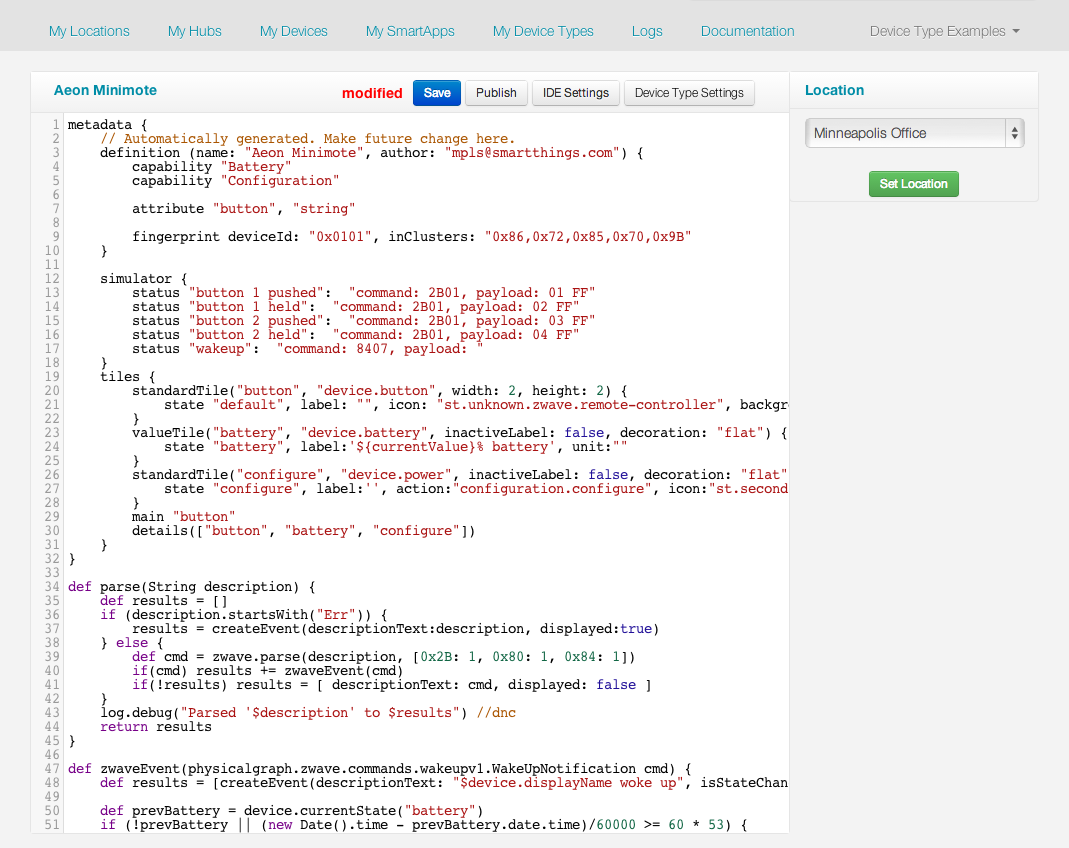 My Locations My Hubs My Devices My SmartApps My Device Types Logs Documentation Device Type Examples
Aeon Minimote modified Save Publish IDE Settings Device Type Settings
1 metadata {
2     // Automatically generated. Make future change here.
3     definition (name: "Aeon Minimote", author: "mpls@smartthings.com") {
4         capability "Battery"
5         capability "Configuration"
6
7         attribute "button", "string"
8
9         fingerprint deviceId: "0x0101", inClusters: "0x86,0x72,0x85,0x70,0x9B"
10     }
11
12     simulator {
13         status "button 1 pushed":  "command: 2B01, payload: 01 FF"
14         status "button 1 held":  "command: 2B01, payload: 02 FF"
15         status "button 2 pushed":  "command: 2B01, payload: 03 FF"
16         status "button 2 held":  "command: 2B01, payload: 04 FF"
17         status "wakeup":  "command: 8407, payload: "
18     }
19     tiles {
20         standardTile("button", "device.button", width: 2, height: 2) {
21             state "default", label: "", icon: "st.unknown.zwave.remote-controller", backgr
22         }
23         valueTile("battery", "device.battery", inactiveLabel: false, decoration: "flat") {
24             state "battery", label:'${currentValue}% battery', unit:""
25         }
26         standardTile("configure", "device.power", inactiveLabel: false, decoration: "flat"
27             state "configure", label:'', action:"configuration.configure", icon:"st.second
28         }
29         main "button"
30         details(["button", "battery", "configure"])
31     }
32 }
33
34 def parse(String description) {
35     def results = []
36     if (description.startsWith("Err")) {
37         results = createEvent(descriptionText:description, displayed:true)
38     } else {
39         def cmd = zwave.parse(description, [0x2B: 1, 0x80: 1, 0x84: 1])
40         if(cmd) results += zwaveEvent(cmd)
41         if(!results) results = [ descriptionText: cmd, displayed: false ]
42     }
43     log.debug("Parsed '$description' to $results") //dnc
44     return results
45 }
46
47 def zwaveEvent(physicalgraph.zwave.commands.wakeupv1.WakeUpNotification cmd) {
48     def results = [createEvent(descriptionText: "$device.displayName woke up", isStateChan
49
50     def prevBattery = device.currentState("battery")
51     if (!prevBattery || (new Date().time - prevBattery.date.time)/60000 >= 60 * 53) {
Location
Minneapolis Office
Set Location